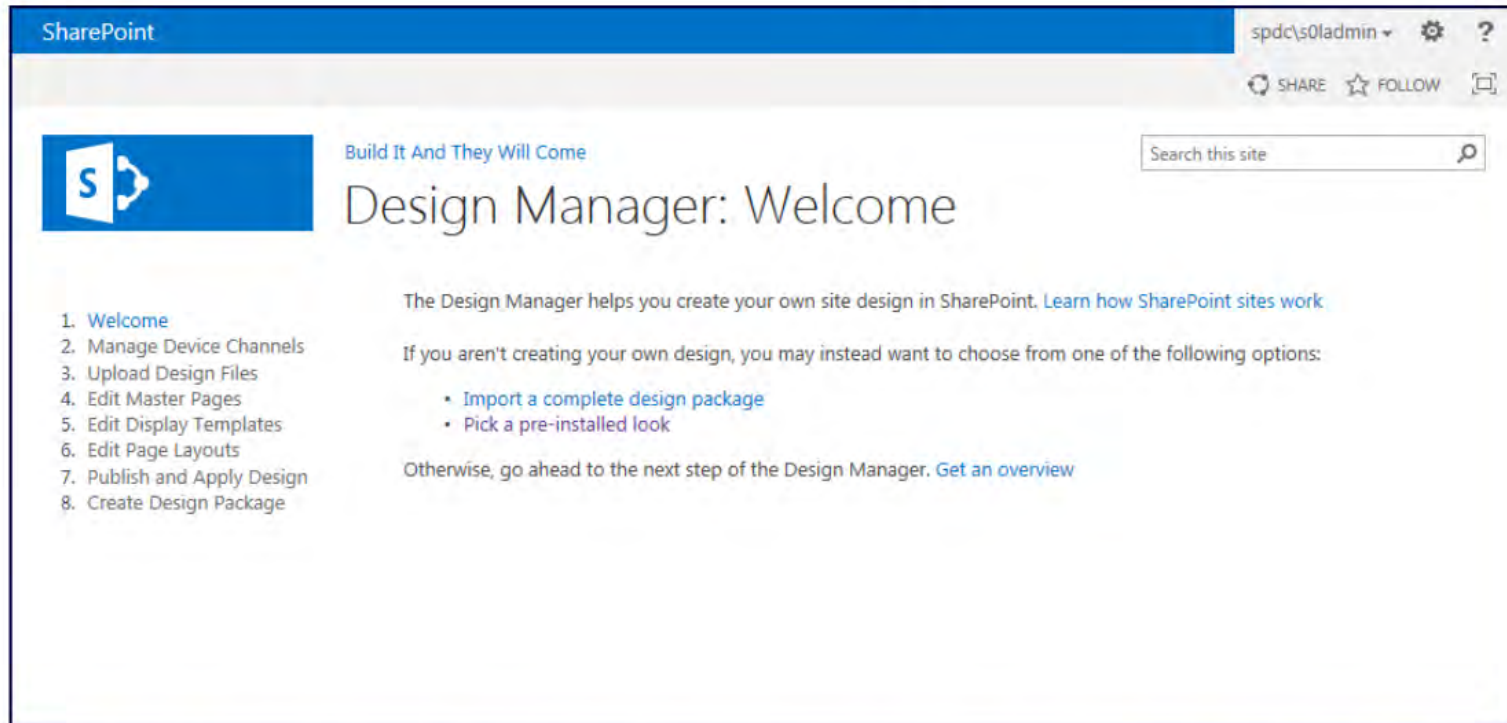 SharePoint
spdc\s0ladmin
?
SHARE FOLLOW
S
Build It And They Will Come
Search this site
Design Manager: Welcome
1. Welcome
2. Manage Device Channels
3. Upload Design Files
4. Edit Master Pages
5. Edit Display Templates
6. Edit Page Layouts
7. Publish and Apply Design
8. Create Design Package
The Design Manager helps you create your own site design in SharePoint. Learn how SharePoint sites work
If you aren't creating your own design, you may instead want to choose from one of the following options:
• Import a complete design package
• Pick a pre-installed look
Otherwise, go ahead to the next step of the Design Manager. Get an overview